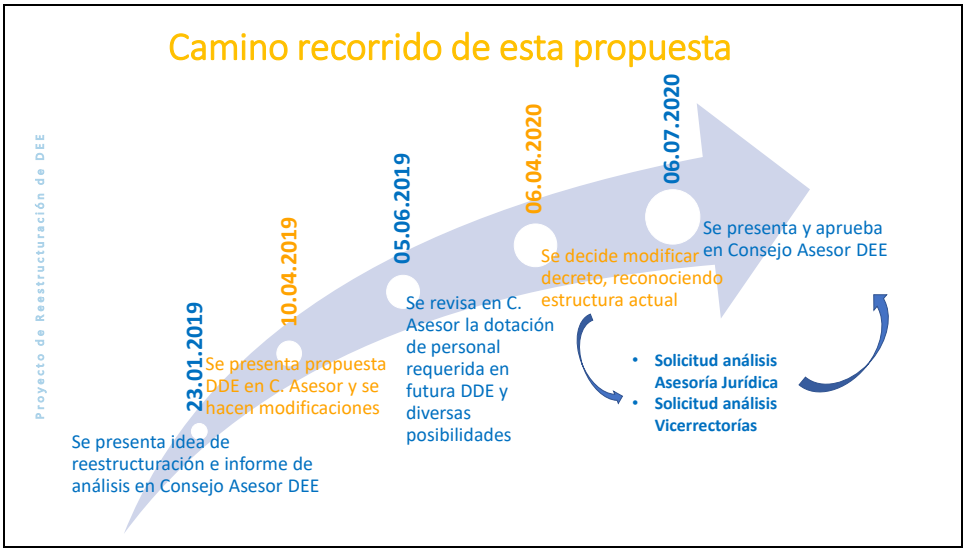 Camino recorrido de esta propuesta
Proyecto de Reestructuración de DEE
23.01.2019
Se presenta idea de
reestructuración e informe de
análisis en Consejo Asesor DEE
10.04.2019
Se presenta propuesta
DDE en C. Asesor y se
hacen modificaciones
05.06.2019
Se revisa en C.
Asesor la dotación
de personal
requerida en
futura DDE y
diversas
posibilidades
06.04.2020
Se decide modificar
decreto, reconociendo
estructura actual
• Solicitud análisis
Asesoría Jurídica
• Solicitud análisis
Vicerrectorías
06.07.2020
Se presenta y aprueba
en Consejo Asesor DEE